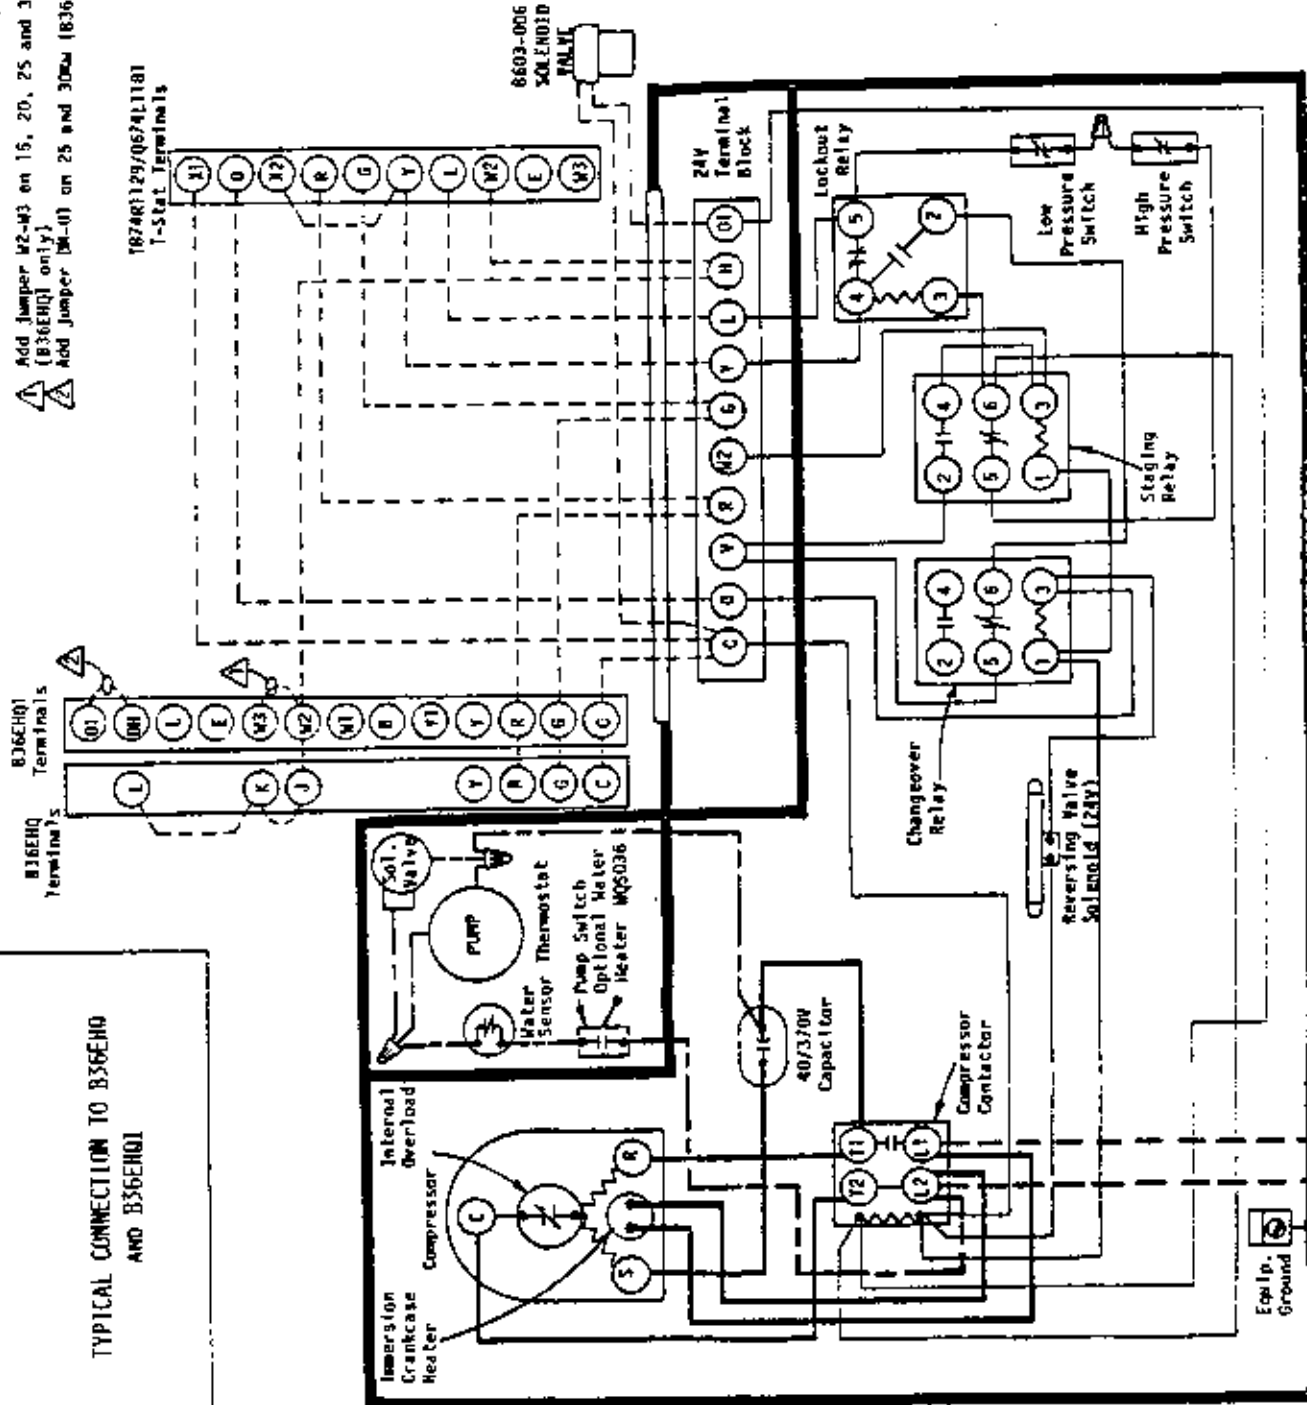 Add jumper W2-W3 on 15, 20, 25 and 3
(B36EHQ1 only)
Add jumper DH-O1 on 25 and 30KW (B36
1
2
TYPICAL CONNECTION TO B36EHQ
AND B36EHQ1
B36EHQ
Terminals
L
K
J
Y
R
G
C
B36EHQ1
Terminals
O1
DH
L
E
W3
W2
W1
B
Y1
Y
R
G
C
2
1
T874R1129/Q674L1181
T-Stat Terminals
X1
O
X2
R
G
Y
L
W2
E
W3
8603-006
SOLENOID
VALVE
24V
Terminal
Block
C
O
V
R
W2
G
Y
L
H
O1
Sol.
Valve
PUMP
Water
Sensor Thermostat
Pump Switch
Optional Water
Heater WQS036
Internal
Overload
Compressor
C
R
S
Immersion
Crankcase
Heater
40/370V
Capacitor
Compressor
Contactor
T1
L1
T2
L2
Changeover
Relay
2
4
5
6
1
3
Staging
Relay
2
4
5
6
1
3
Lockout
Relay
5
2
4
3
Low
Pressure
Switch
High
Pressure
Switch
Reversing Valve
Solenoid (24V)
Equip.
Ground